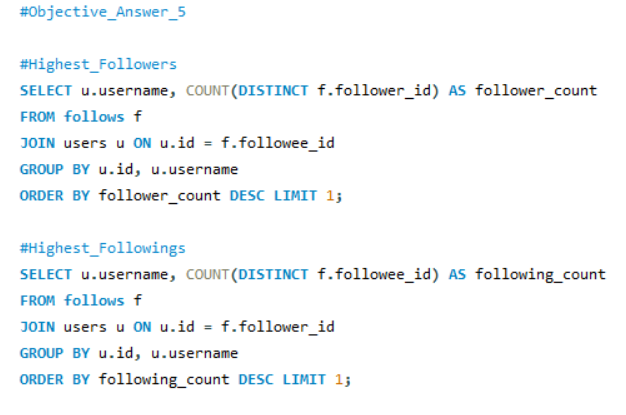 #Objective_Answer_5
#Highest_Followers
SELECT u.username, COUNT(DISTINCT f.follower_id) AS follower_count
FROM follows f
JOIN users u ON u.id = f.followee_id
GROUP BY u.id, u.username
ORDER BY follower_count DESC LIMIT 1;
#Highest_Followings
SELECT u.username, COUNT(DISTINCT f.followee_id) AS following_count
FROM follows f
JOIN users u ON u.id = f.follower_id
GROUP BY u.id, u.username
ORDER BY following_count DESC LIMIT 1;